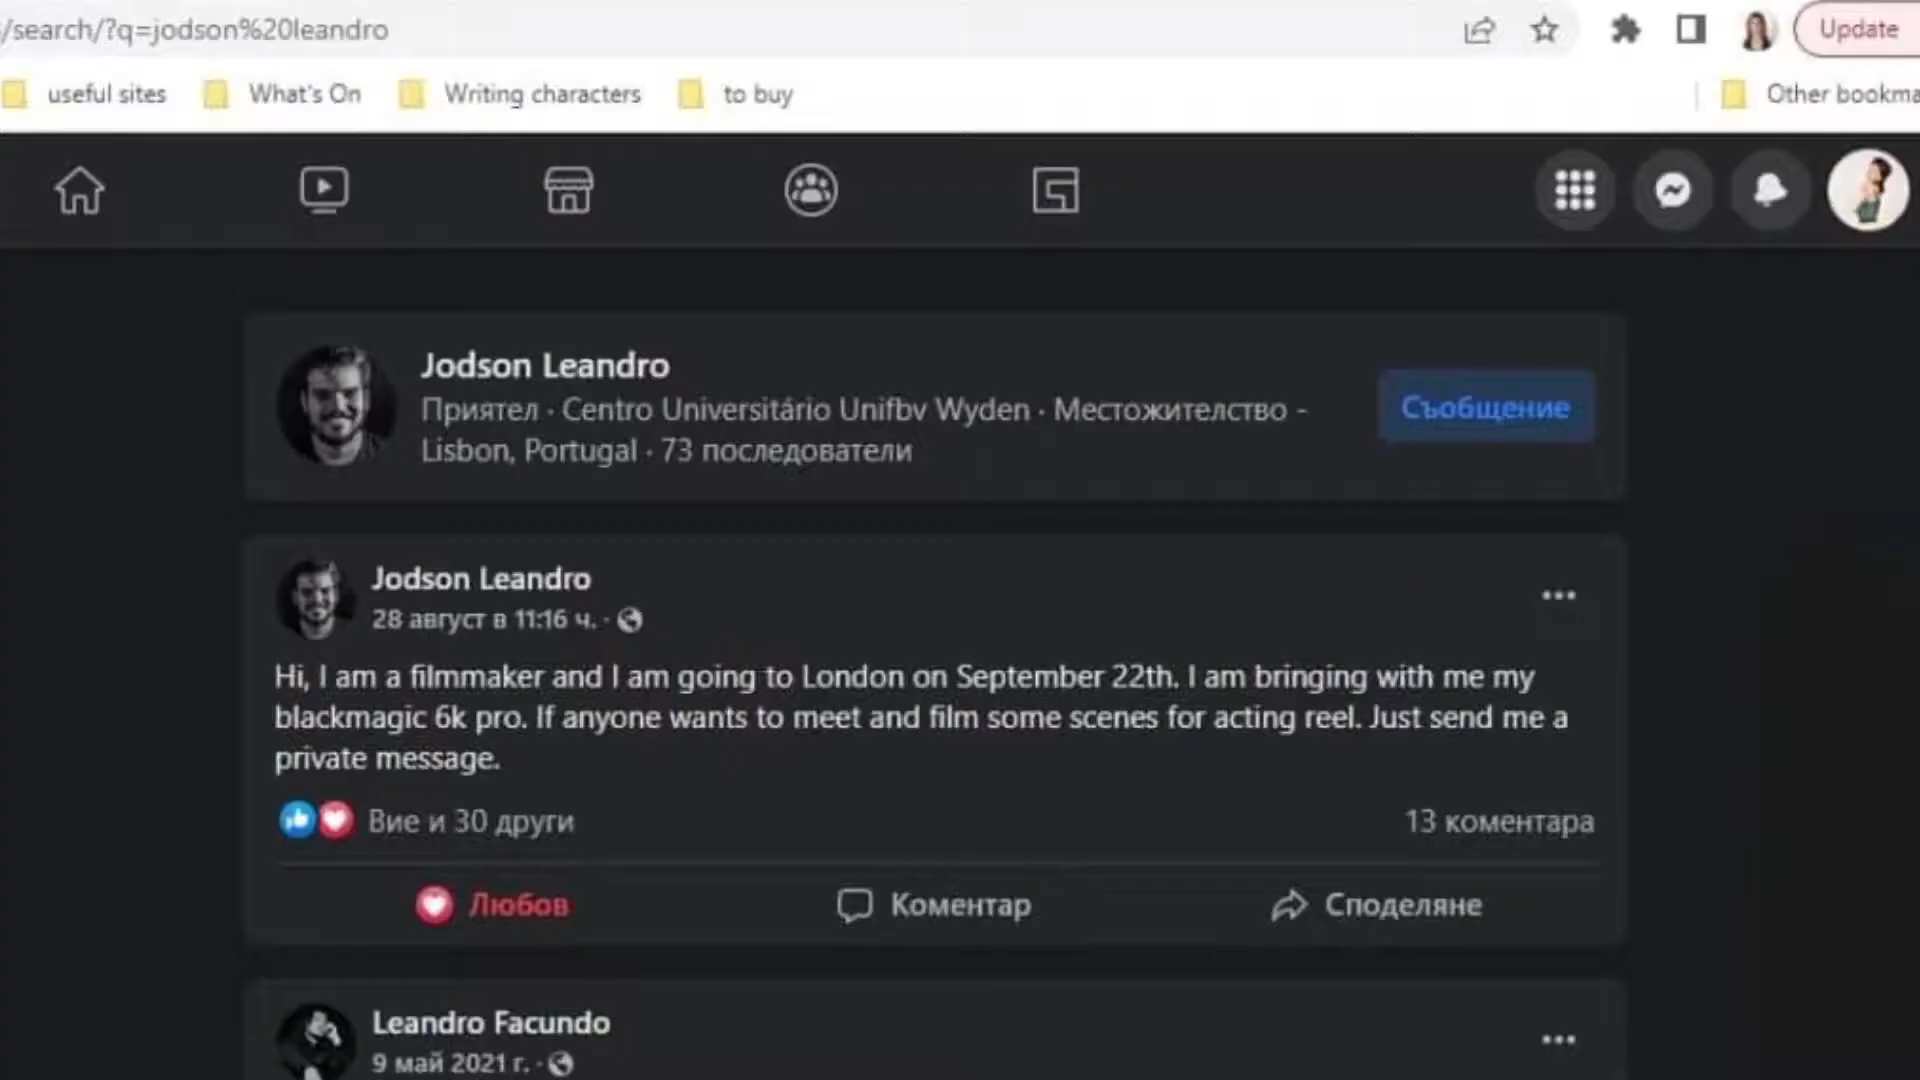 /search/?q=jodson%20leandro
Update
useful sites
What's On
Writing characters
to buy
Other bookma
Jodson Leandro
Приятел · Centro Universitário Unifbv Wyden · Местожителство -
Lisbon, Portugal · 73 последователи
Съобщение
Jodson Leandro
28 август в 11:16 ч. ·
Hi, I am a filmmaker and I am going to London on September 22th. I am bringing with me my
blackmagic 6k pro. If anyone wants to meet and film some scenes for acting reel. Just send me a
private message.
Вие и 30 други
13 коментара
Любов
Коментар
Споделяне
Leandro Facundo
9 май 2021 г. ·